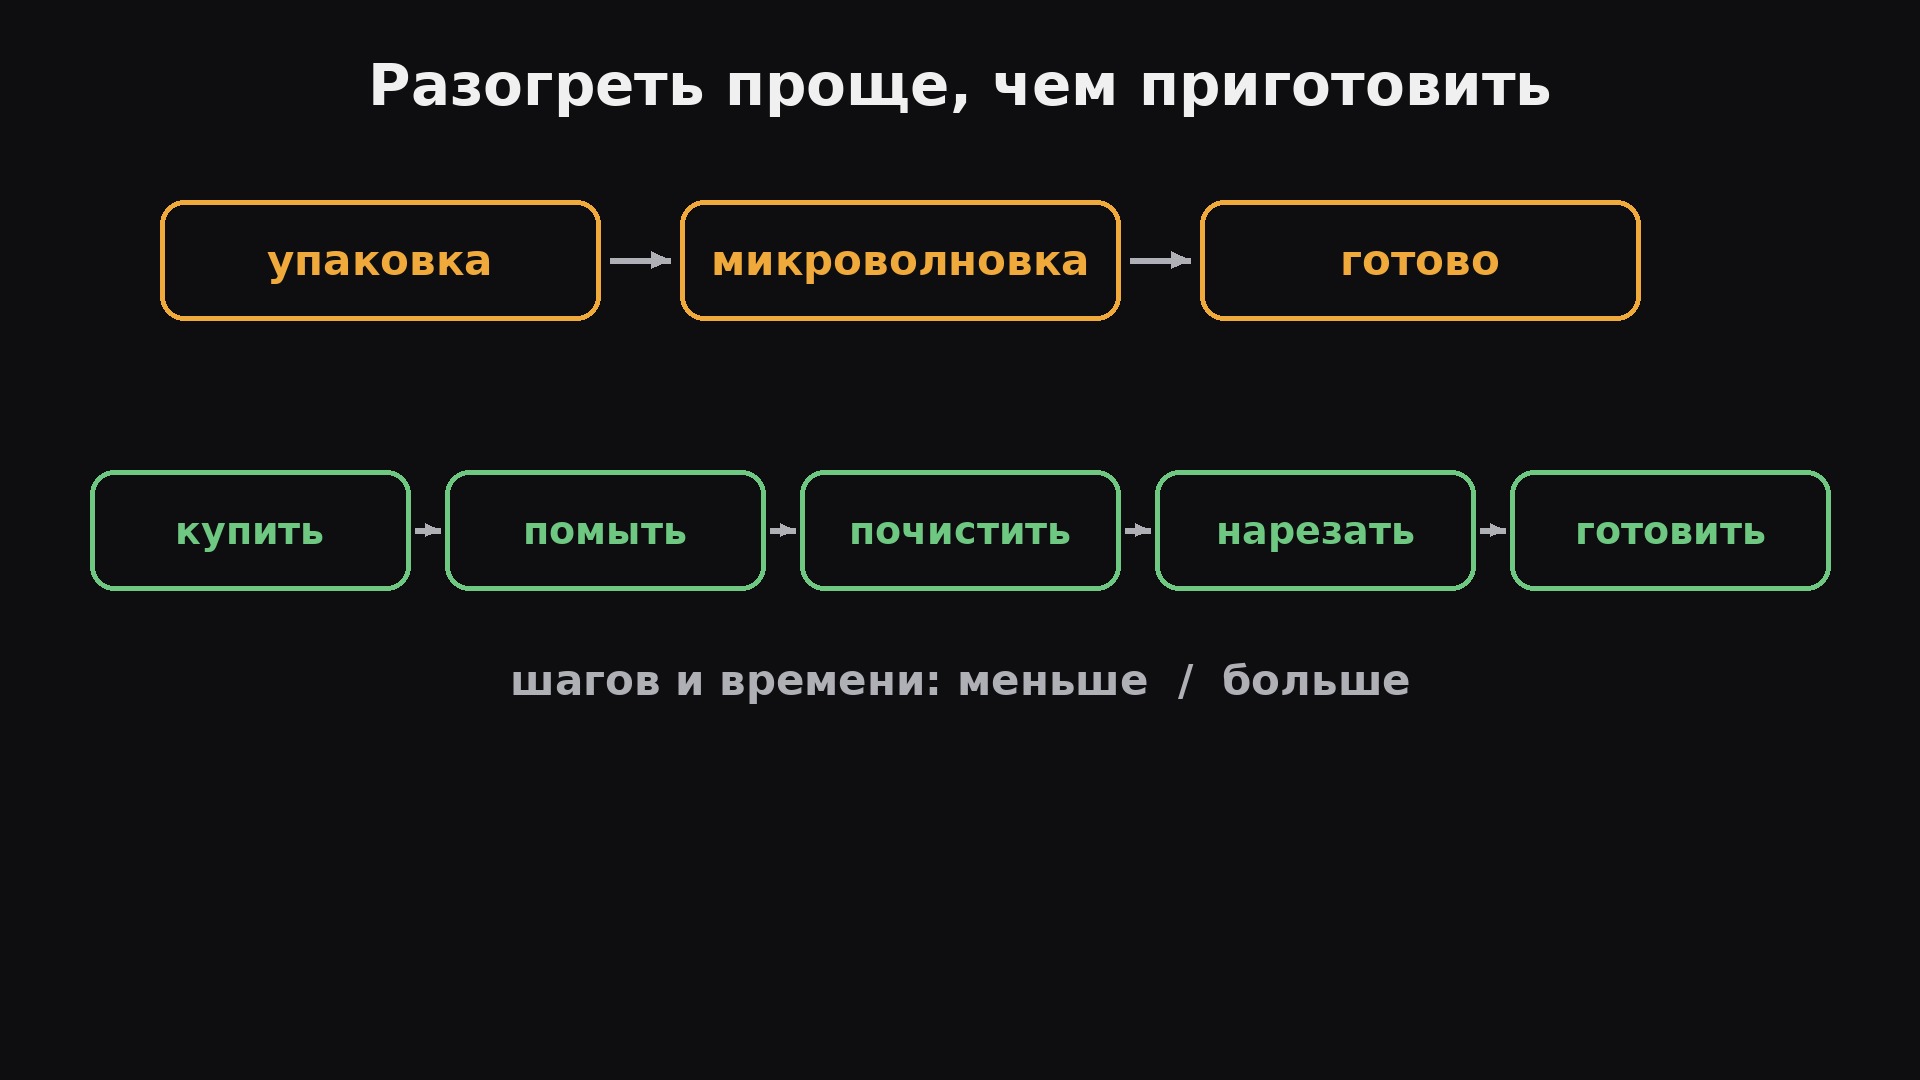 Разогреть проще, чем приготовить
упаковка микроволновка готово
купить помыть почистить нарезать готовить
шагов и времени: меньше / больше